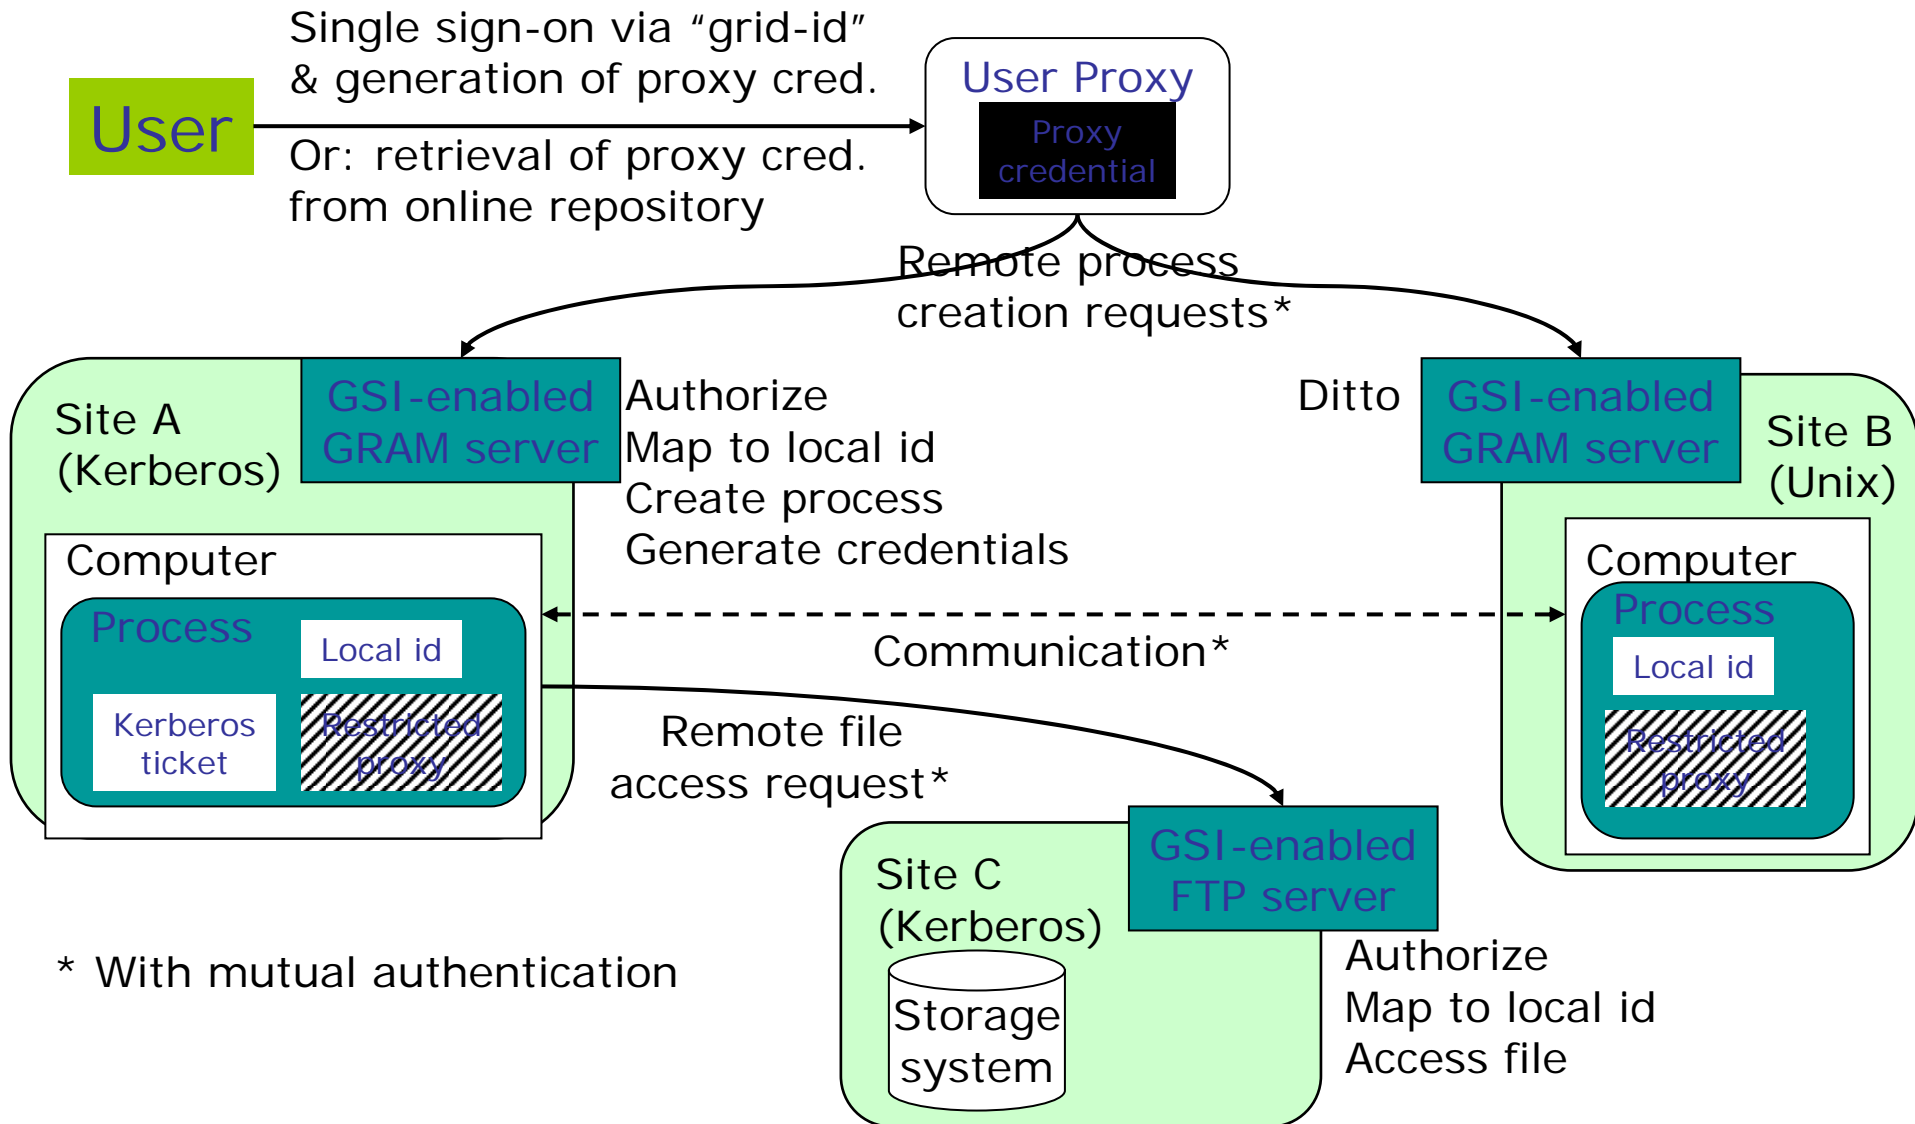 Single sign-on via “grid-id”
& generation of proxy cred.
User
Or: retrieval of proxy cred.
from online repository
User Proxy
Proxy
credential
Remote process
creation requests*
Site A
(Kerberos)
GSI-enabled
GRAM server
Authorize
Map to local id
Create process
Generate credentials
Ditto
GSI-enabled
GRAM server
Site B
(Unix)
Computer
Process
Local id
Kerberos
ticket
Restricted
proxy
Communication*
Computer
Process
Local id
Restricted
proxy
Remote file
access request*
Site C
(Kerberos)
GSI-enabled
FTP server
Storage
system
Authorize
Map to local id
Access file
* With mutual authentication